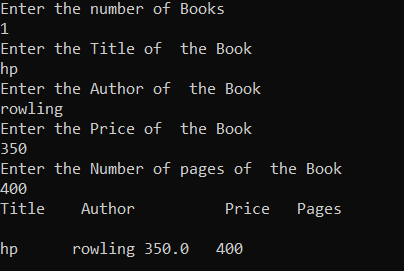 Enter the number of Books
1
Enter the Title of  the Book
hp
Enter the Author of  the Book
rowling
Enter the Price of  the Book
350
Enter the Number of pages of  the Book
400
Title    Author          Price   Pages
hp      rowling 350.0   400